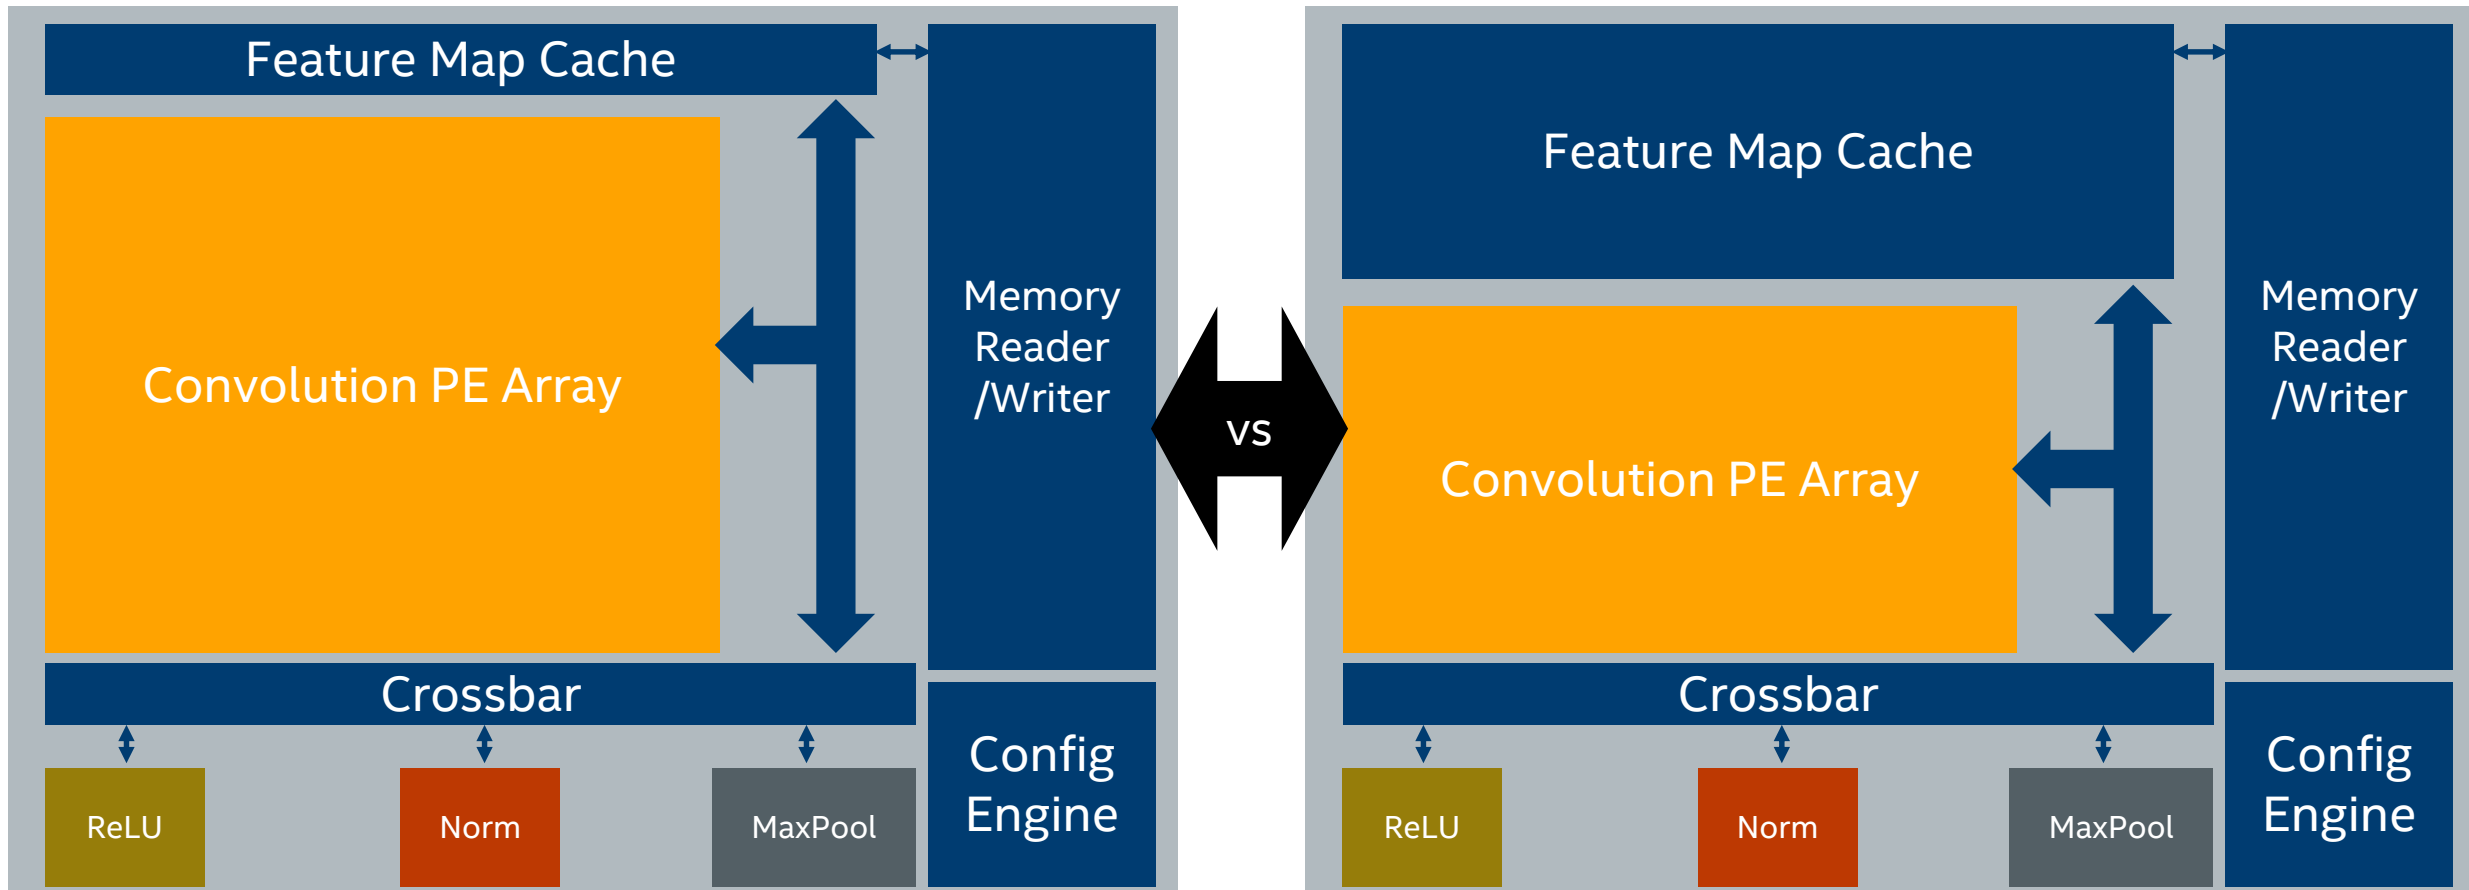 Feature Map Cache
Convolution PE Array
Memory
Reader
/Writer
Crossbar
Config
Engine
ReLU
Norm
MaxPool
vs
Feature Map Cache
Convolution PE Array
Memory
Reader
/Writer
Crossbar
Config
Engine
ReLU
Norm
MaxPool